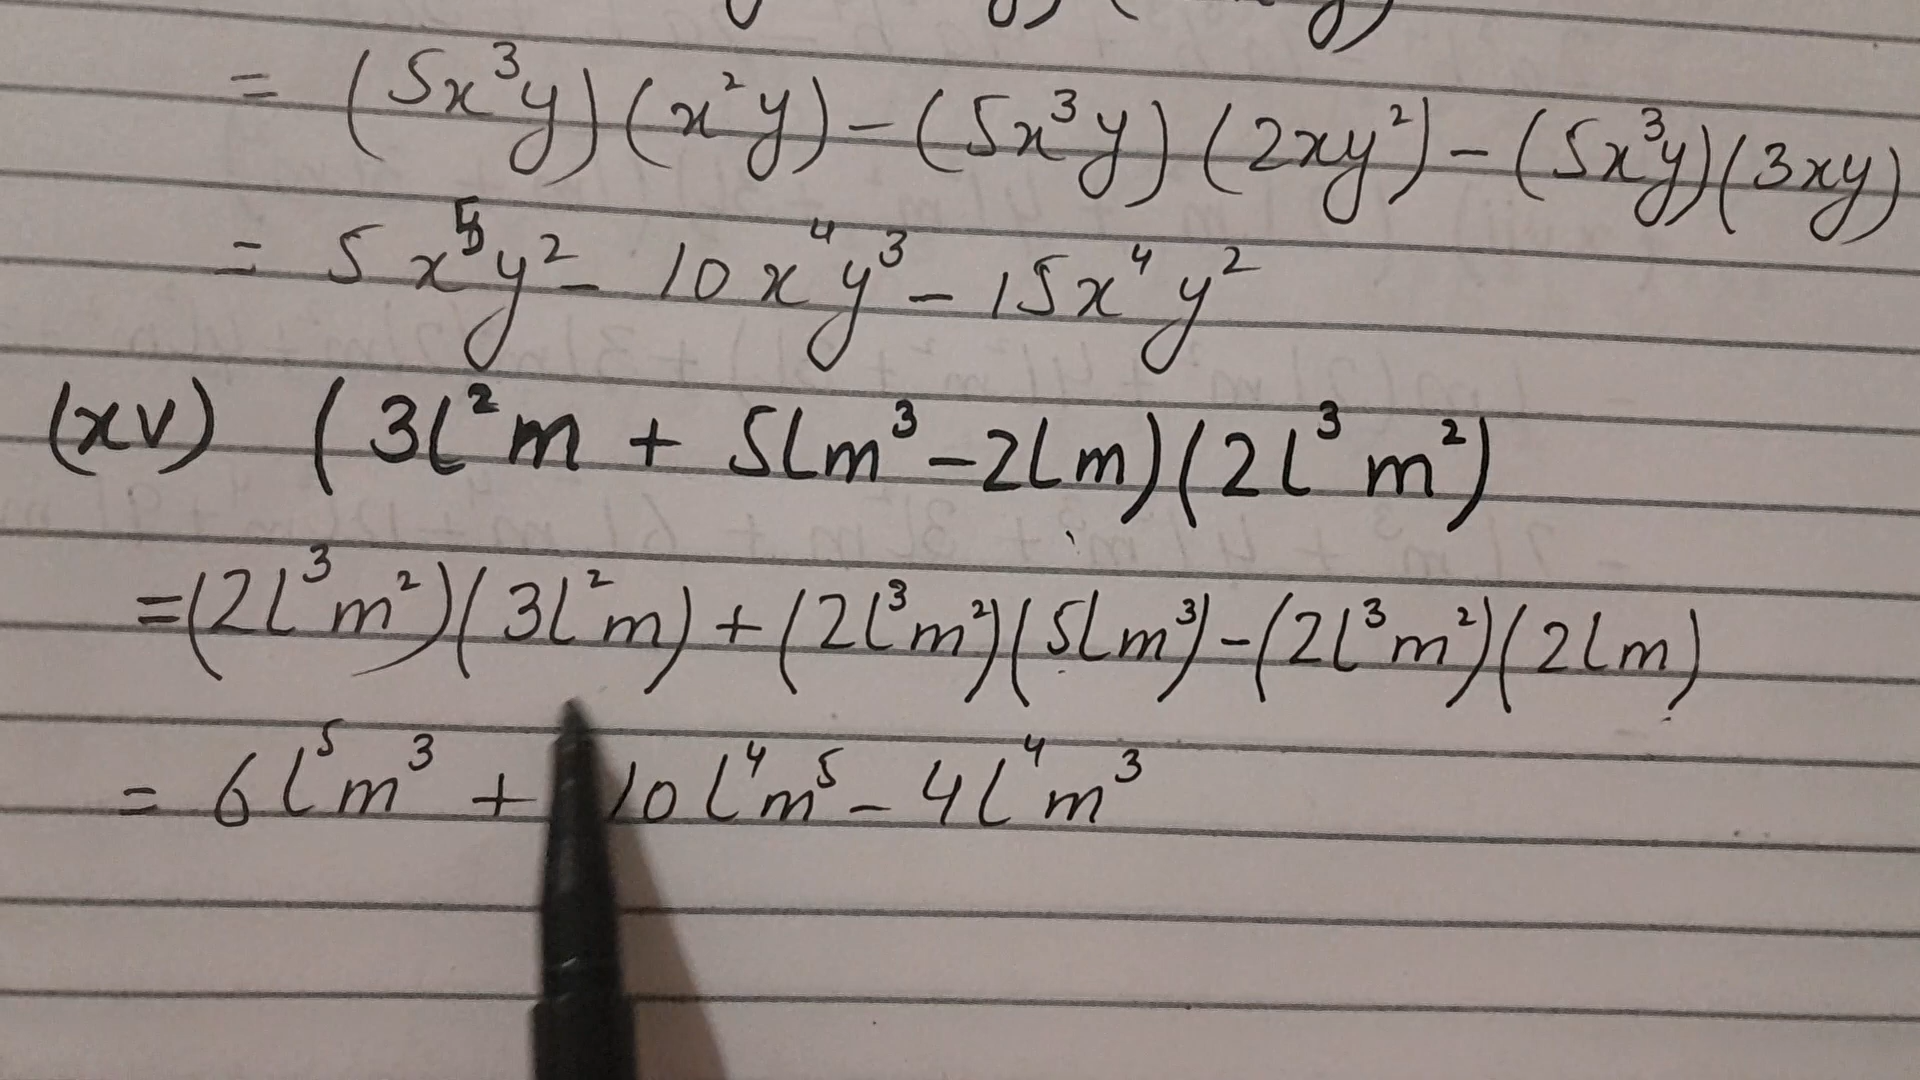 = (5x³y)(x²y) - (5x³y)(2xy²) - (5x³y)(3xy)
= 5x⁵y² - 10x⁴y³ - 15x⁴y²
(xv) (3l²m + 5lm³ - 2lm)(2l³m²)
= (2l³m²)(3l²m) + (2l³m²)(5lm³) - (2l³m²)(2lm)
= 6l⁵m³ + 10l⁴m⁵ - 4l⁴m³